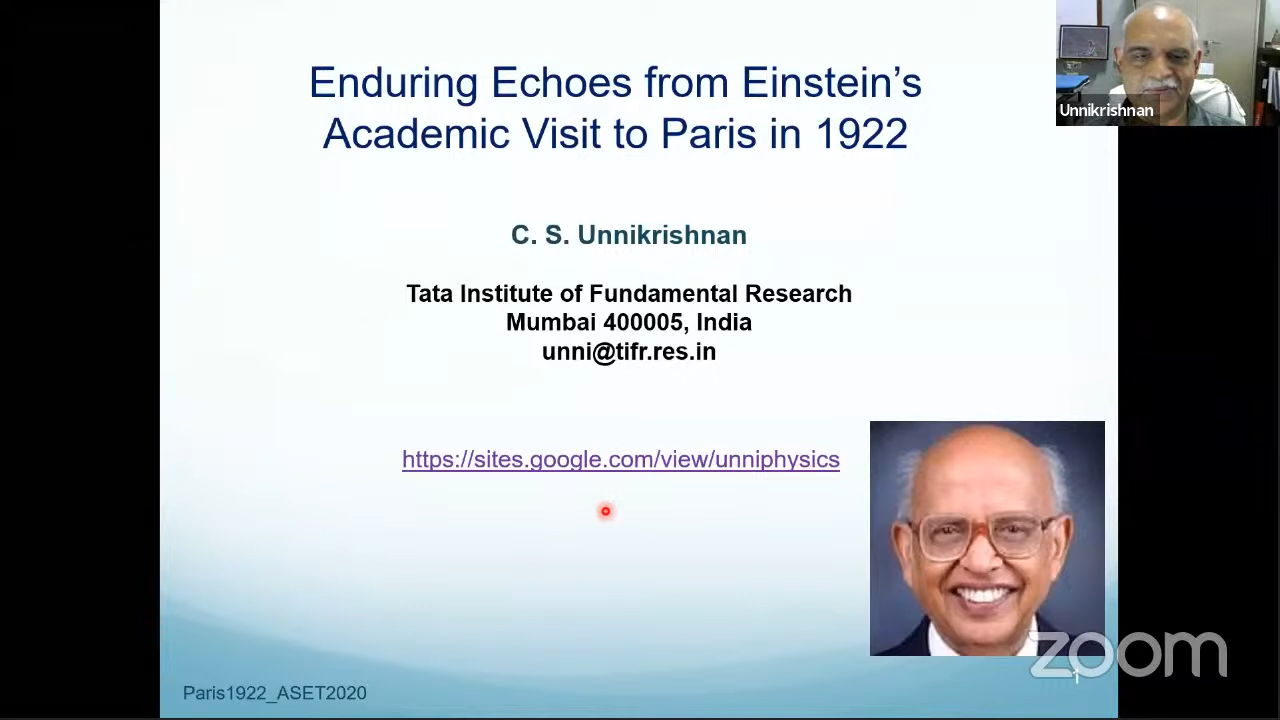 Enduring Echoes from Einstein’s
Academic Visit to Paris in 1922
Unnikrishnan
C. S. Unnikrishnan
Tata Institute of Fundamental Research
Mumbai 400005, India
unni@tifr.res.in
https://sites.google.com/view/unniphysics
zoom
1
Paris1922_ASET2020